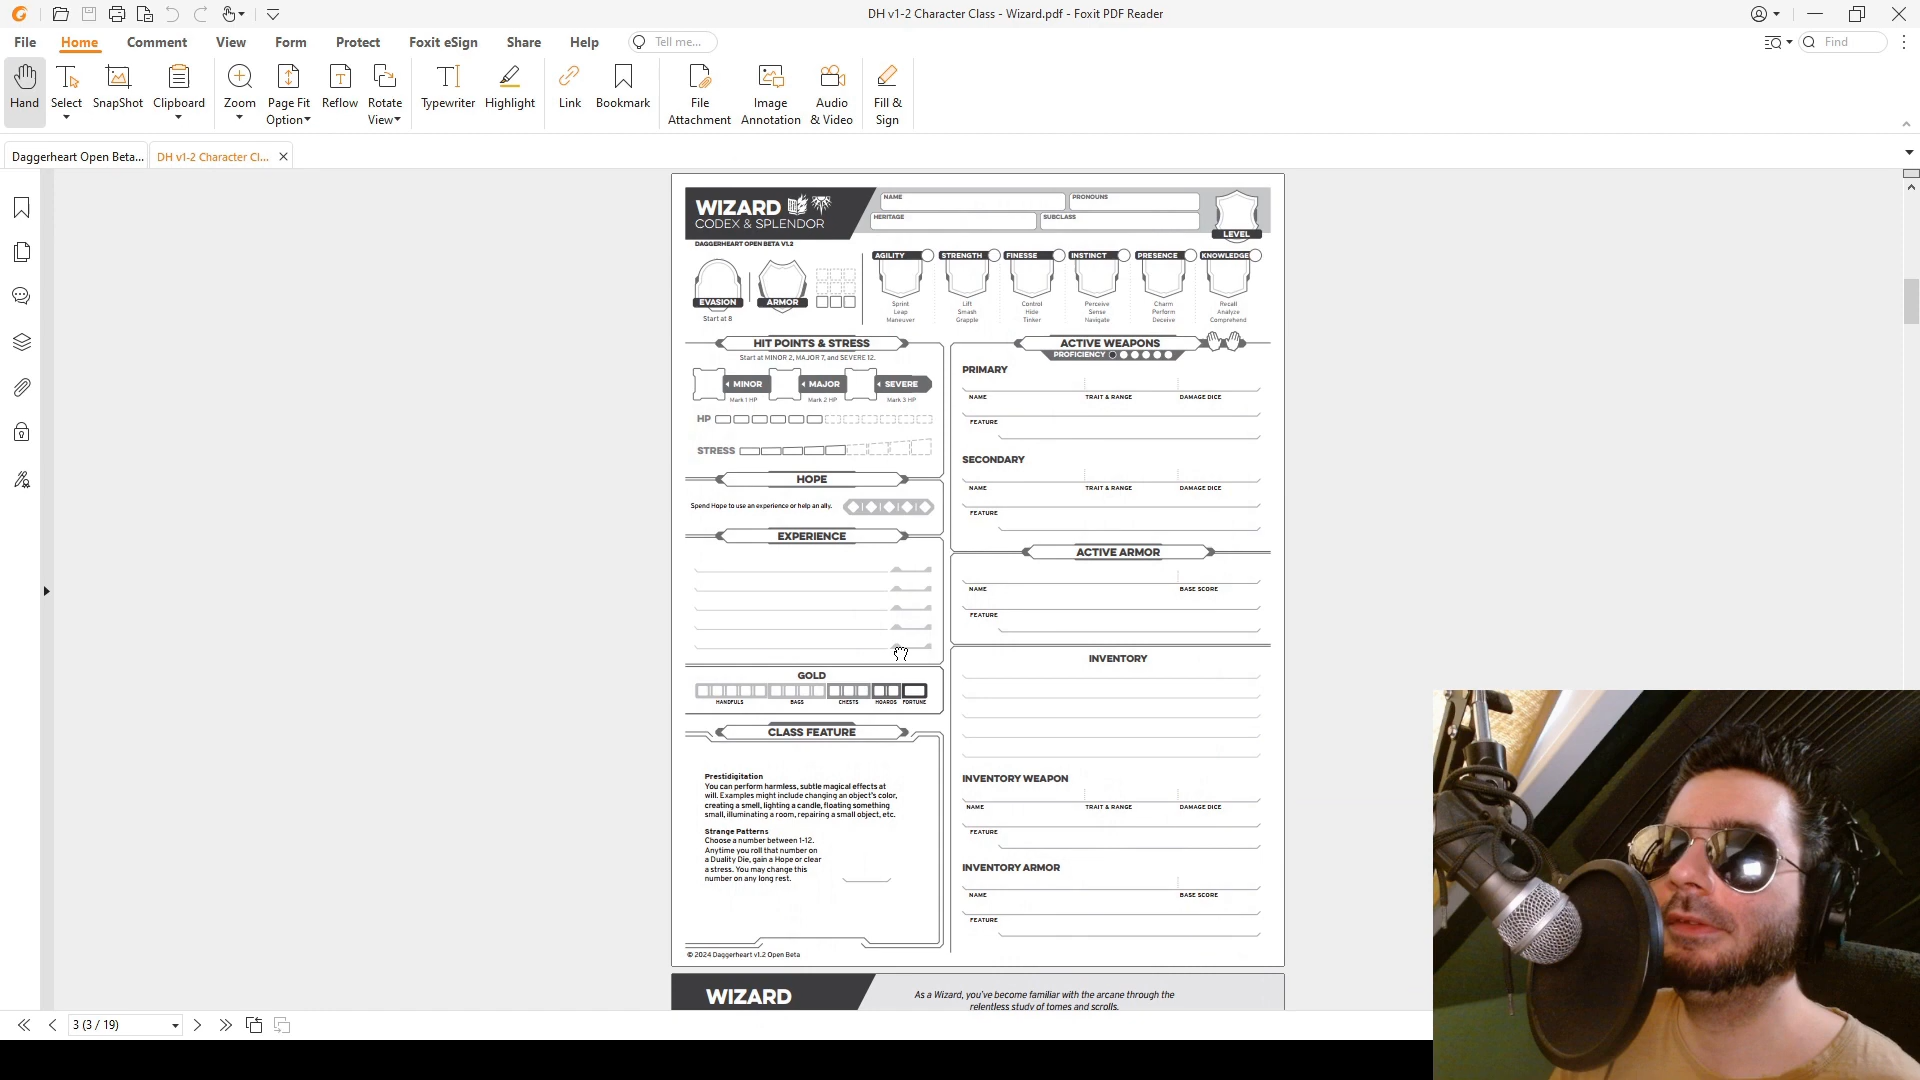 DH v1-2 Character Class - Wizard.pdf - Foxit PDF Reader
File Home Comment View Form Protect Foxit eSign Share Help Tell me... Find
Hand Select SnapShot Clipboard Zoom Page Fit Option Reflow Rotate View Typewriter Highlight Link Bookmark File Attachment Image Annotation Audio & Video Fill & Sign
Daggerheart Open Beta... DH v1-2 Character Cl...
WIZARD
CODEX & SPLENDOR
DAGGERHEART OPEN BETA V1.2
NAME PRONOUNS
HERITAGE SUBCLASS
LEVEL
EVASION ARMOR
Start at 8
AGILITY STRENGTH FINESSE INSTINCT PRESENCE KNOWLEDGE
Sprint Lift Control Perceive Charm Recall
Leap Smash Hide Sense Perform Analyze
Maneuver Grapple Tinker Navigate Deceive Comprehend
HIT POINTS & STRESS
Start at MINOR 2, MAJOR 7, and SEVERE 12.
MINOR MAJOR SEVERE
Mark 1 HP Mark 2 HP Mark 3 HP
HP
STRESS
HOPE
Spend Hope to use an experience or help an ally.
EXPERIENCE
GOLD
HANDFULS BAGS CHESTS HOARDS FORTUNE
CLASS FEATURE
Prestidigitation
You can perform harmless, subtle magical effects at
will. Examples might include changing an object's color,
creating a smell, lighting a candle, floating something
small, illuminating a room, repairing a small object, etc.
Strange Patterns
Choose a number between 1-12.
Anytime you roll that number on
a Duality Die, gain a Hope or clear
a stress. You may change this
number on any long rest.
© 2024 Daggerheart v1.2 Open Beta
ACTIVE WEAPONS
PROFICIENCY
PRIMARY
NAME TRAIT & RANGE DAMAGE DICE
FEATURE
SECONDARY
NAME TRAIT & RANGE DAMAGE DICE
FEATURE
ACTIVE ARMOR
NAME BASE SCORE
FEATURE
INVENTORY
INVENTORY WEAPON
NAME TRAIT & RANGE DAMAGE DICE
FEATURE
INVENTORY ARMOR
NAME BASE SCORE
FEATURE
WIZARD
As a Wizard, you've become familiar with the arcane through the
relentless study of tomes and scrolls.
3 (3 / 19)